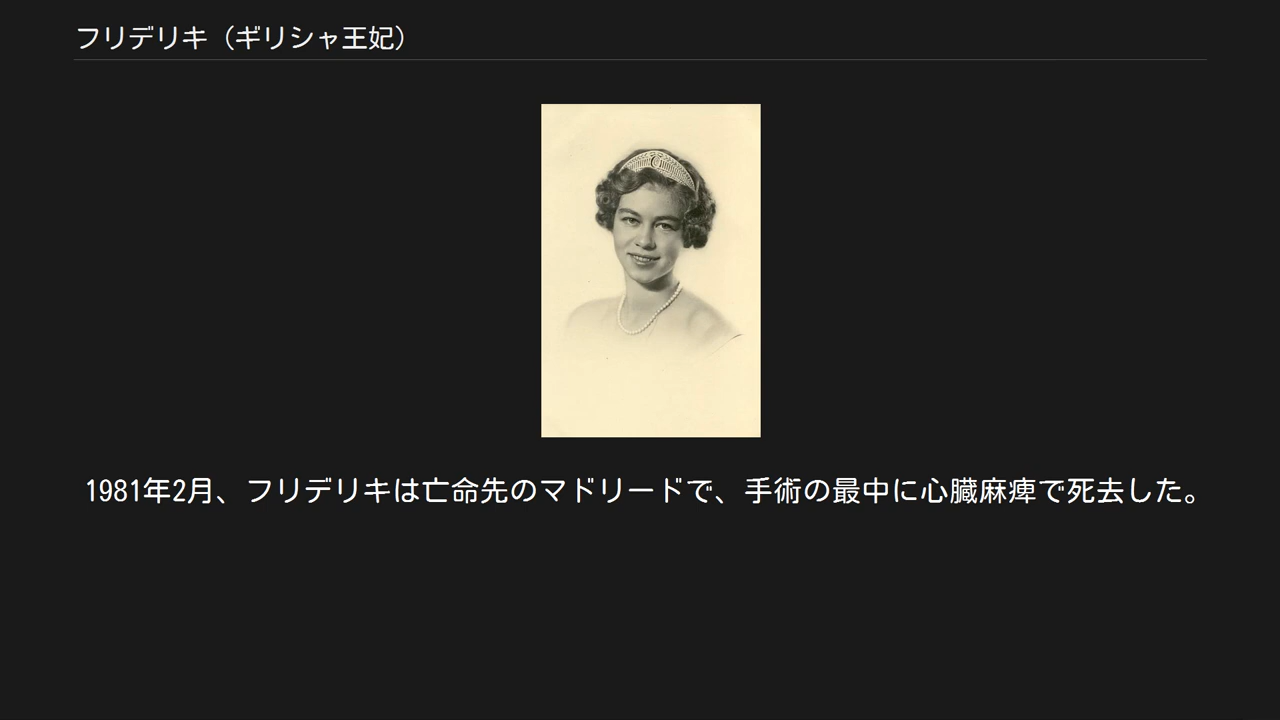 フリデリキ（ギリシャ王妃）
1981年2月、フリデリキは亡命先のマドリードで、手術の最中に心臓麻痺で死去した。